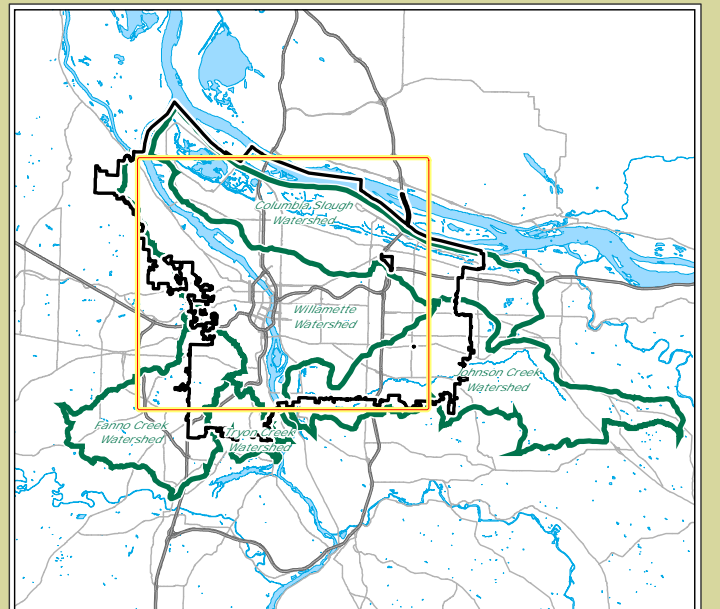 Columbia Slough
Watershed
Willamette
Watershed
Johnson Creek
Watershed
Fanno Creek
Watershed
Tryon Creek
Watershed